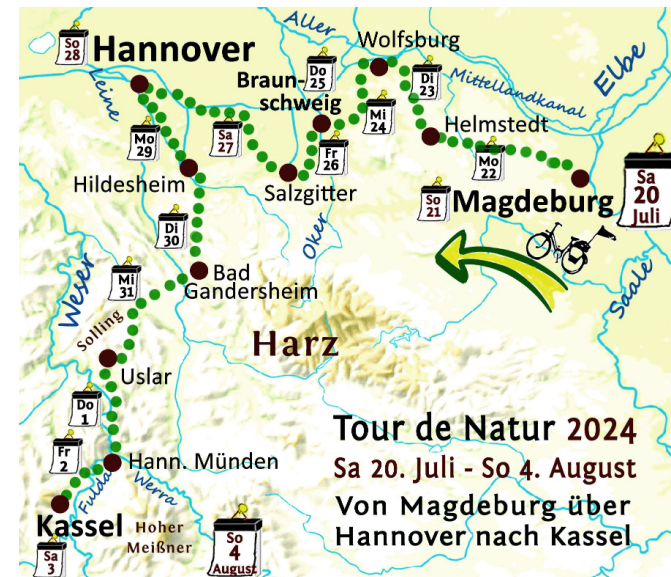 So
28
Hannover
Aller
Wolfsburg
Leine
Braun-
schweig
Do
25
Di
23
Mittellandkanal
Elbe
Mo
29
Sa
27
Mi
24
Helmstedt
Fr
26
Mo
22
Hildesheim
Salzgitter
So
21
Magdeburg
Sa
20
Juli
Di
30
Oker
Weser
Mi
31
Bad
Gandersheim
Saale
Solling
Harz
Uslar
Do
1
Tour de Natur 2024
Sa 20. Juli - So 4. August
Von Magdeburg über
Hannover nach Kassel
Fr
2
Hann. Münden
Fulda
Werra
Kassel
Hoher
Meißner
Sa
3
So
4
August